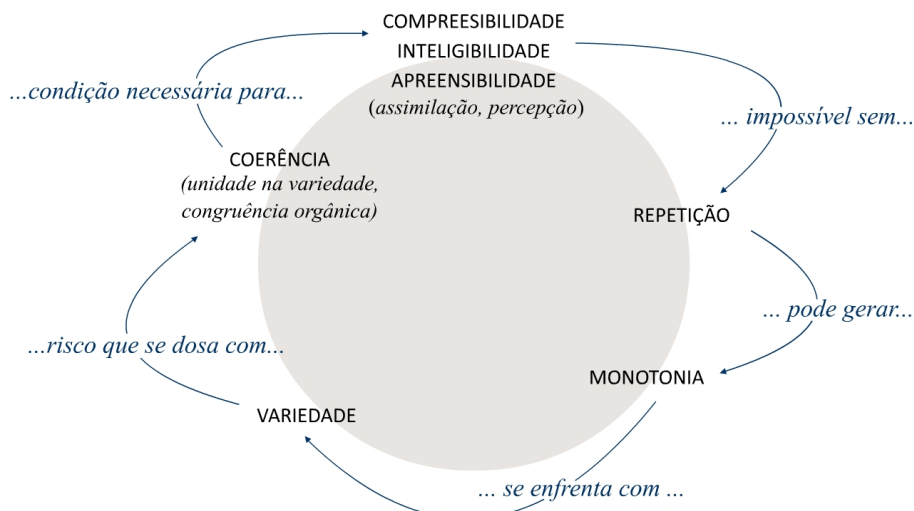 COMPREESIBILIDADE
INTELIGIBILIDADE
APREENSIBILIDADE
(assimilação, percepção)
... impossível sem...
REPETIÇÃO
... pode gerar...
MONOTONIA
... se enfrenta com ...
VARIEDADE
...risco que se dosa com...
COERÊNCIA
(unidade na variedade,
congruência orgânica)
...condição necessária para...